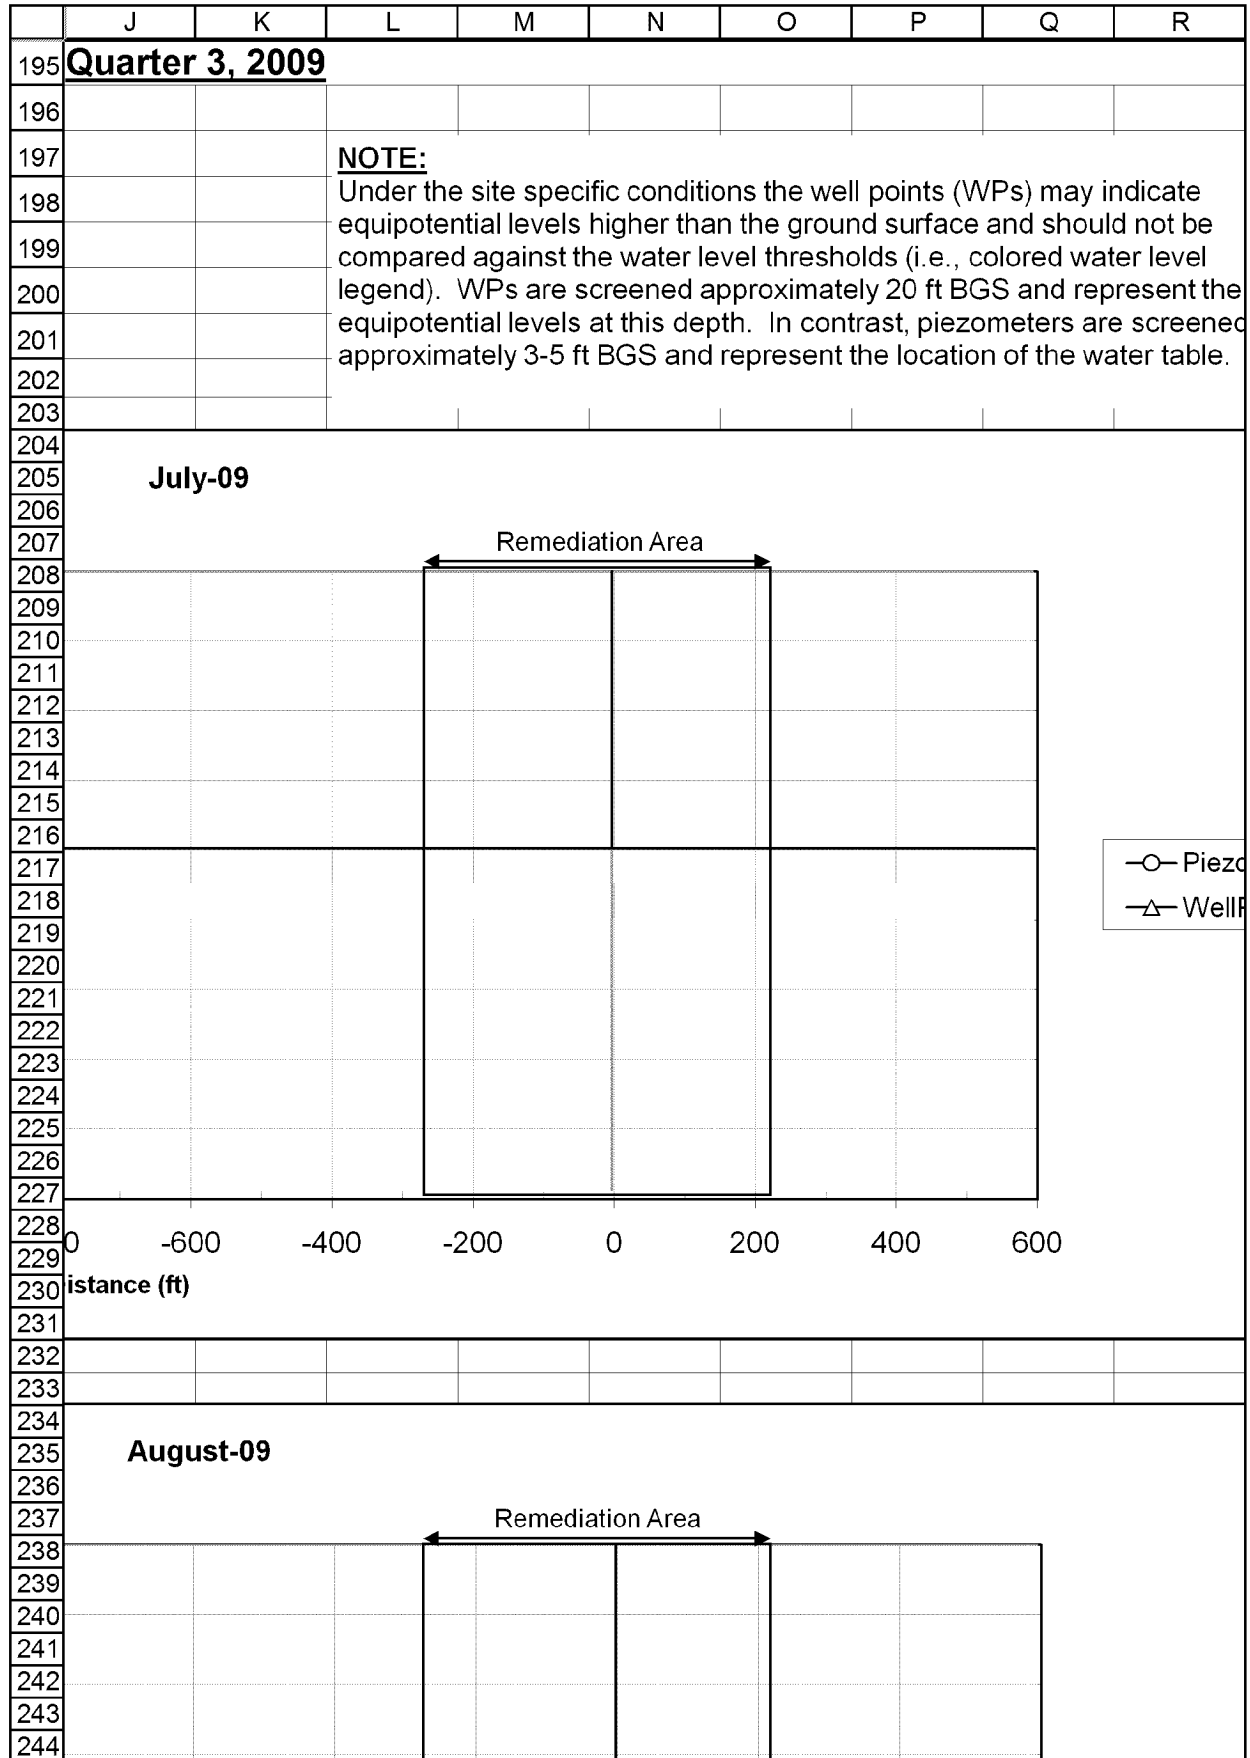 J K L M N O P Q R
195 Quarter 3, 2009
196
197 NOTE:
198 Under the site specific conditions the well points (WPs) may indicate
equipotential levels higher than the ground surface and should not be
199 compared against the water level thresholds (i.e., colored water level
200 legend). WPs are screened approximately 20 ft BGS and represent the
201 equipotential levels at this depth. In contrast, piezometers are screened
approximately 3-5 ft BGS and represent the location of the water table.
202
203
204
205 July-09
206
207 Remediation Area
208
209
210
211
212
213
214
215
216
217 Piezo
218
219 WellP
220
221
222
223
224
225
226
227
228
229 0 -600 -400 -200 0 200 400 600
230 istance (ft)
231
232
233
234
235 August-09
236
237 Remediation Area
238
239
240
241
242
243
244